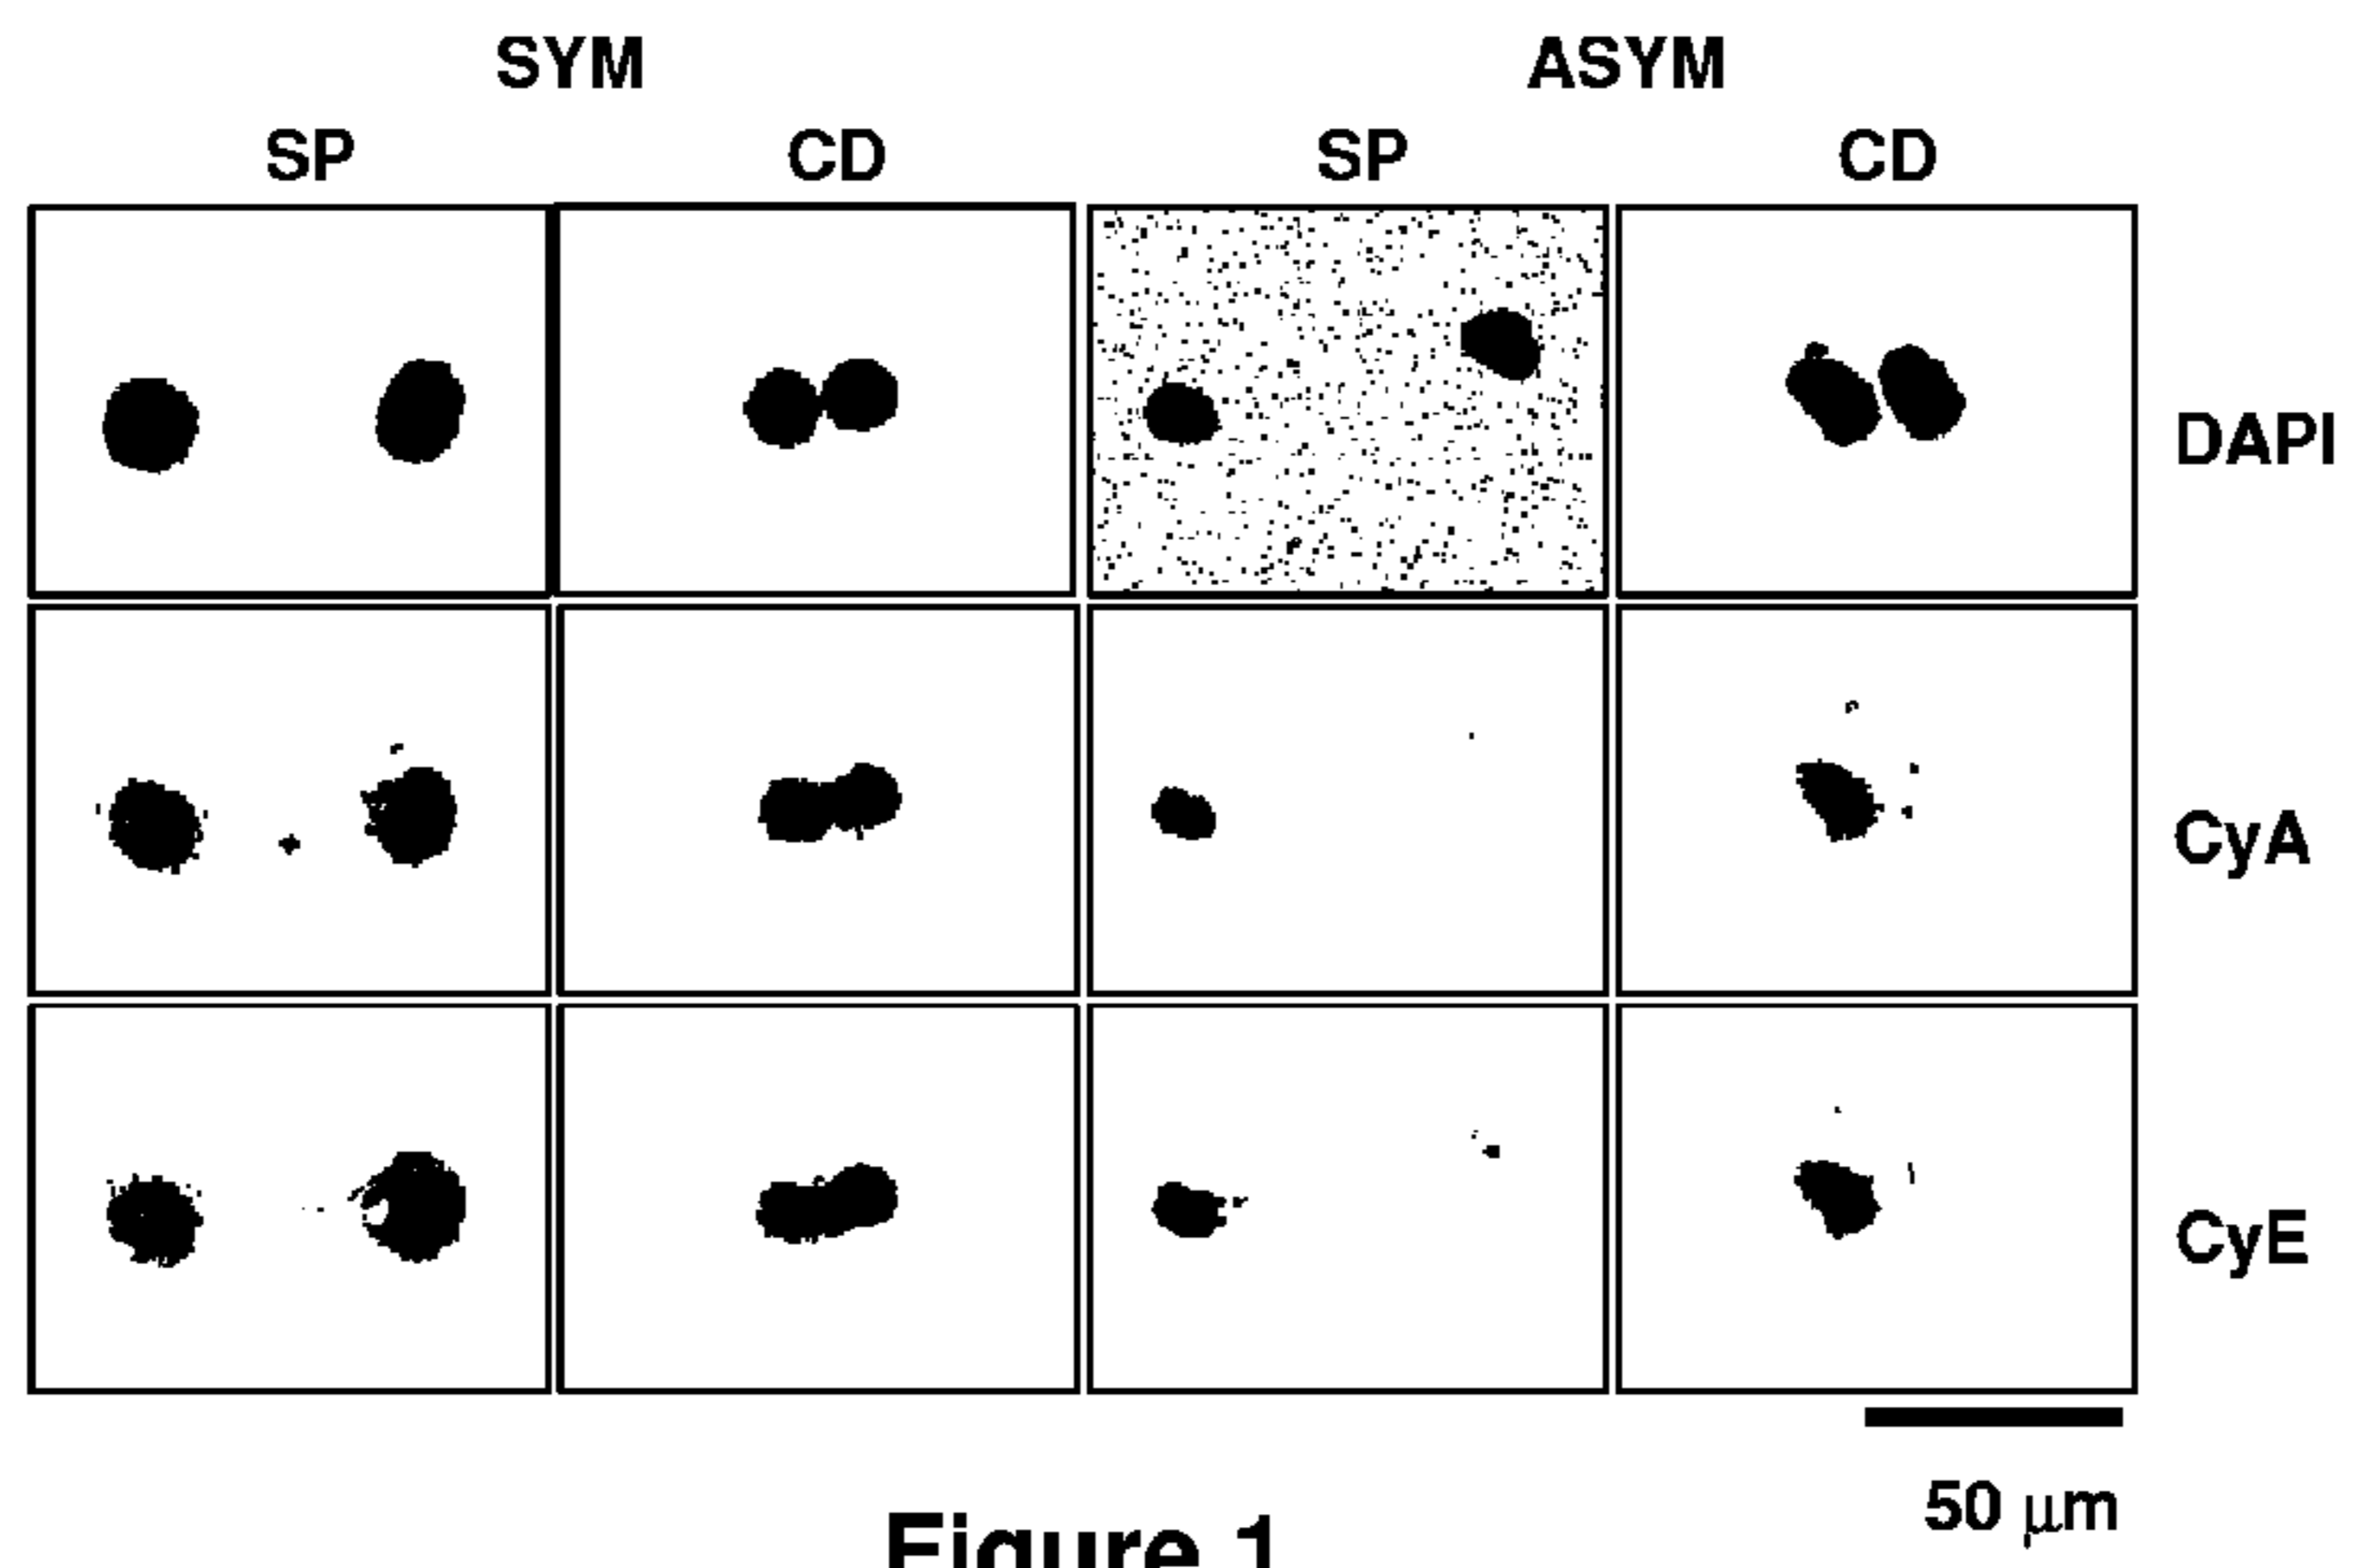 SYM ASYM
SP CD SP CD
DAPI
CyA
CyE
50 μm
Figure 1